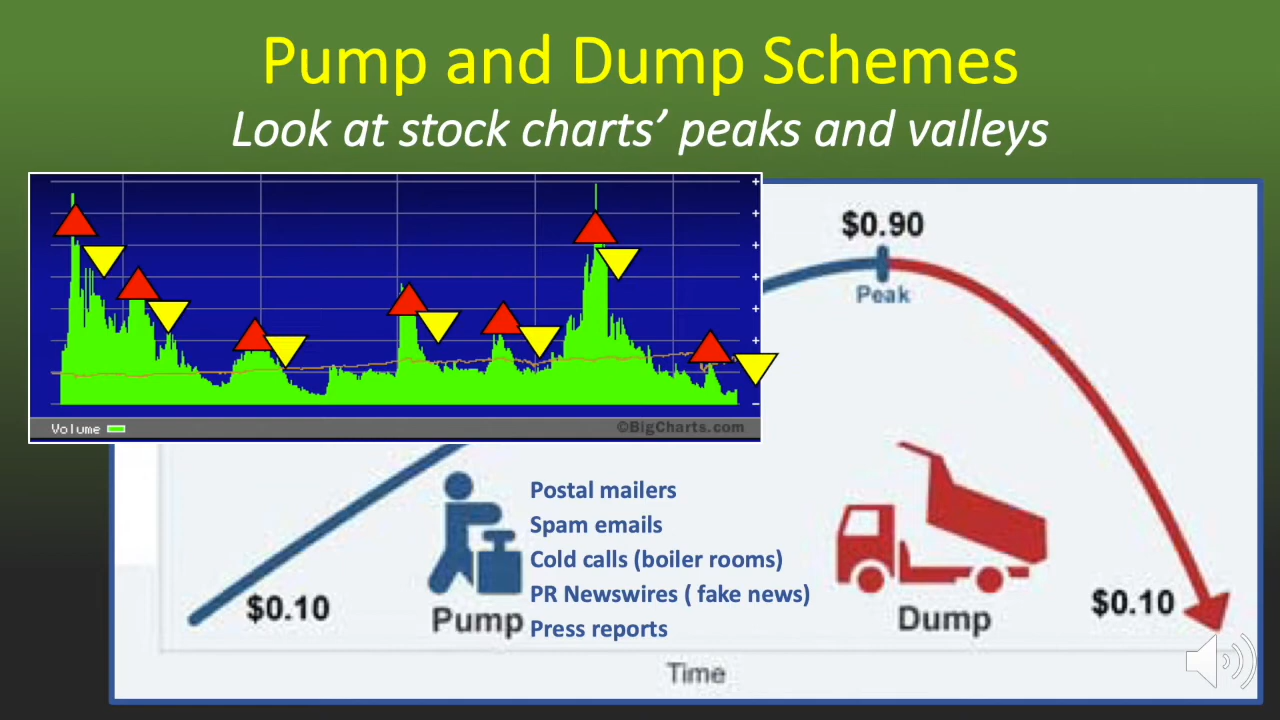 Pump and Dump Schemes
Look at stock charts’ peaks and valleys
Volume
©BigCharts.com
$0.90
Peak
Postal mailers
Spam emails
Cold calls (boiler rooms)
PR Newswires ( fake news)
Press reports
$0.10
Pump
Dump
$0.10
Time